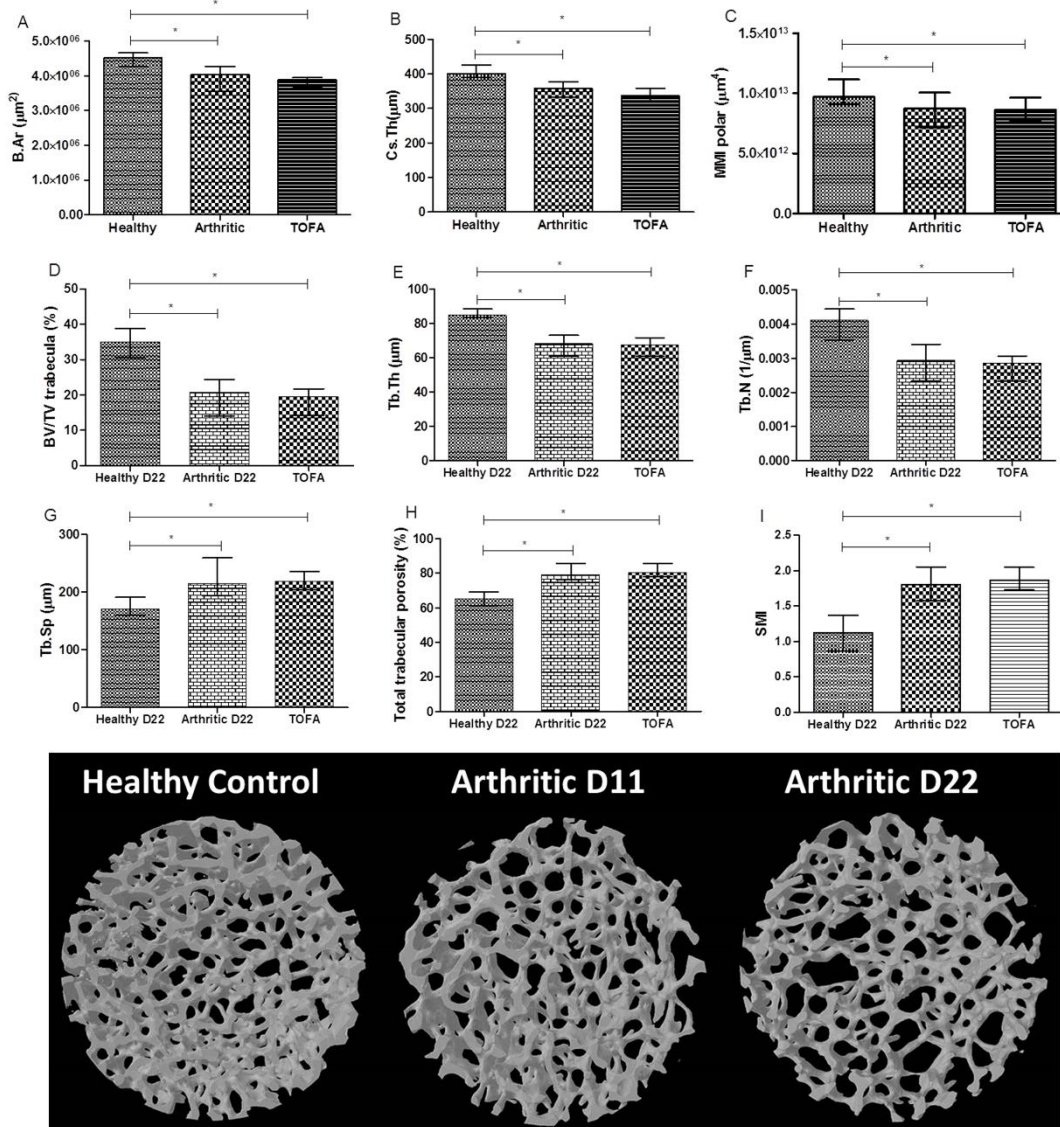 A
B.Ar (μm²)
5.0×10⁰⁶
4.0×10⁰⁶
3.0×10⁰⁶
2.0×10⁰⁶
1.0×10⁰⁶
0.00
*
*
Healthy
Arthritic
TOFA
B
Cs.Th(μm)
500
400
300
200
100
0
*
*
Healthy
Arthritic
TOFA
C
MMI polar (μm⁴)
1.5×10¹³
1.0×10¹³
5.0×10¹²
0.0
*
*
Healthy
Arthritic
TOFA
D
BV/TV trabecula (%)
50
40
30
20
10
0
*
*
Healthy D22
Arthritic D22
TOFA
E
Tb.Th (μm)
100
80
60
40
20
0
*
*
Healthy D22
Arthritic D22
TOFA
F
Tb.N (1/μm)
0.005
0.004
0.003
0.002
0.001
0.000
*
*
Healthy D22
Arthritic D22
TOFA
G
Tb.Sp (μm)
300
200
100
0
*
*
Healthy D22
Arthritic D22
TOFA
H
Total trabecular porosity (%)
100
80
60
40
20
0
*
*
Healthy D22
Arthritic D22
TOFA
I
SMI
2.5
2.0
1.5
1.0
0.5
0.0
*
*
Healthy D22
Arthritic D22
TOFA
Healthy Control
Arthritic D11
Arthritic D22